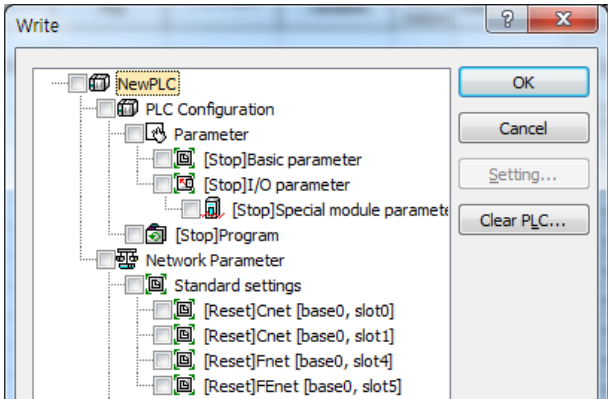 Write
NewPLC
OK
PLC Configuration
Parameter
Cancel
[Stop]Basic parameter
[Stop]I/O parameter
Setting...
[Stop]Special module paramete
Clear PLC...
[Stop]Program
Network Parameter
Standard settings
[Reset]Cnet [base0, slot0]
[Reset]Cnet [base0, slot1]
[Reset]Fnet [base0, slot4]
[Reset]FEnet [base0, slot5]